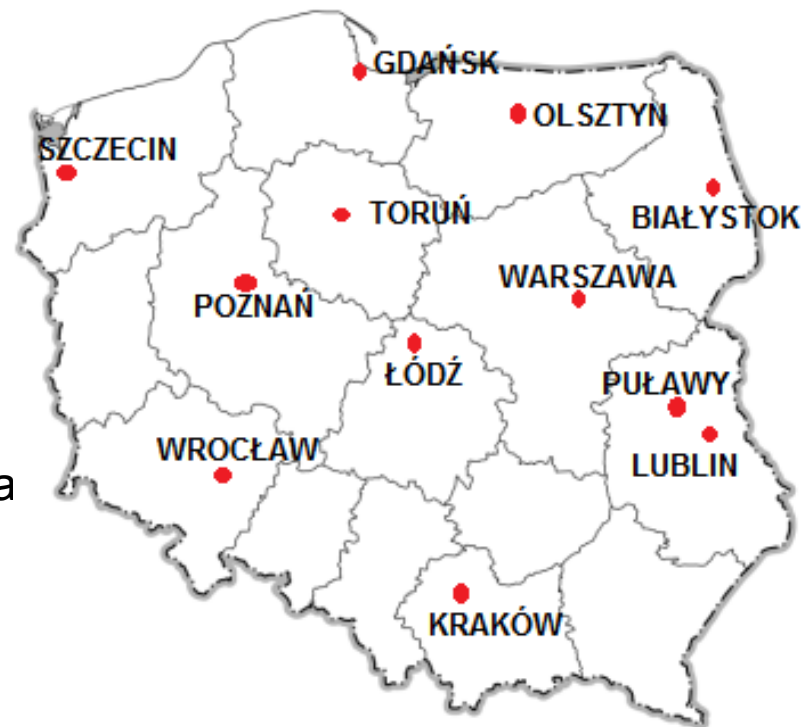 GDAŃSK
OLSZTYN
SZCZECIN
TORUŃ
BIAŁYSTOK
WARSZAWA
POZNAŃ
ŁÓDŹ
PUŁAWY
WROCŁAW
LUBLIN
a
KRAKÓW